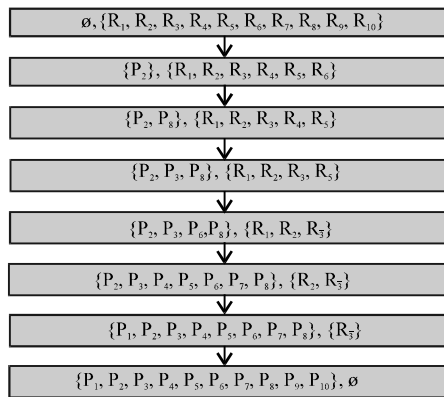 ø, {R₁, R₂, R₃, R₄, R₅, R₆, R₇, R₈, R₉, R₁₀}
{P₂}, {R₁, R₂, R₃, R₄, R₅, R₆}
{P₂, P₈}, {R₁, R₂, R₃, R₄, R₅}
{P₂, P₃, P₈}, {R₁, R₂, R₃, R₅}
{P₂, P₃, P₆,P₈}, {R₁, R₂, R₃̅}
{P₂, P₃, P₄, P₅, P₆, P₇, P₈}, {R₂, R₃̅}
{P₁, P₂, P₃, P₄, P₅, P₆, P₇, P₈}, {R₃̅}
{P₁, P₂, P₃, P₄, P₅, P₆, P₇, P₈, P₉, P₁₀}, ø